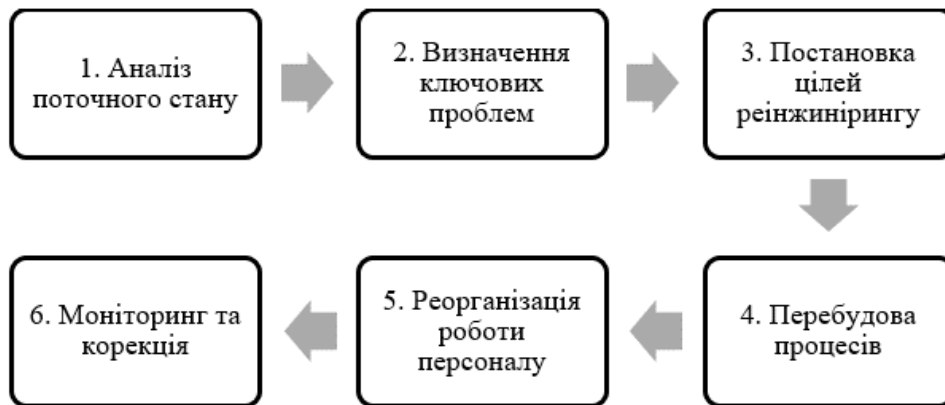 1. Аналіз
поточного стану
2. Визначення
ключових
проблем
3. Постановка
цілей
реінжинірингу
4. Перебудова
процесів
5. Реорганізація
роботи
персоналу
6. Моніторинг та
корекція